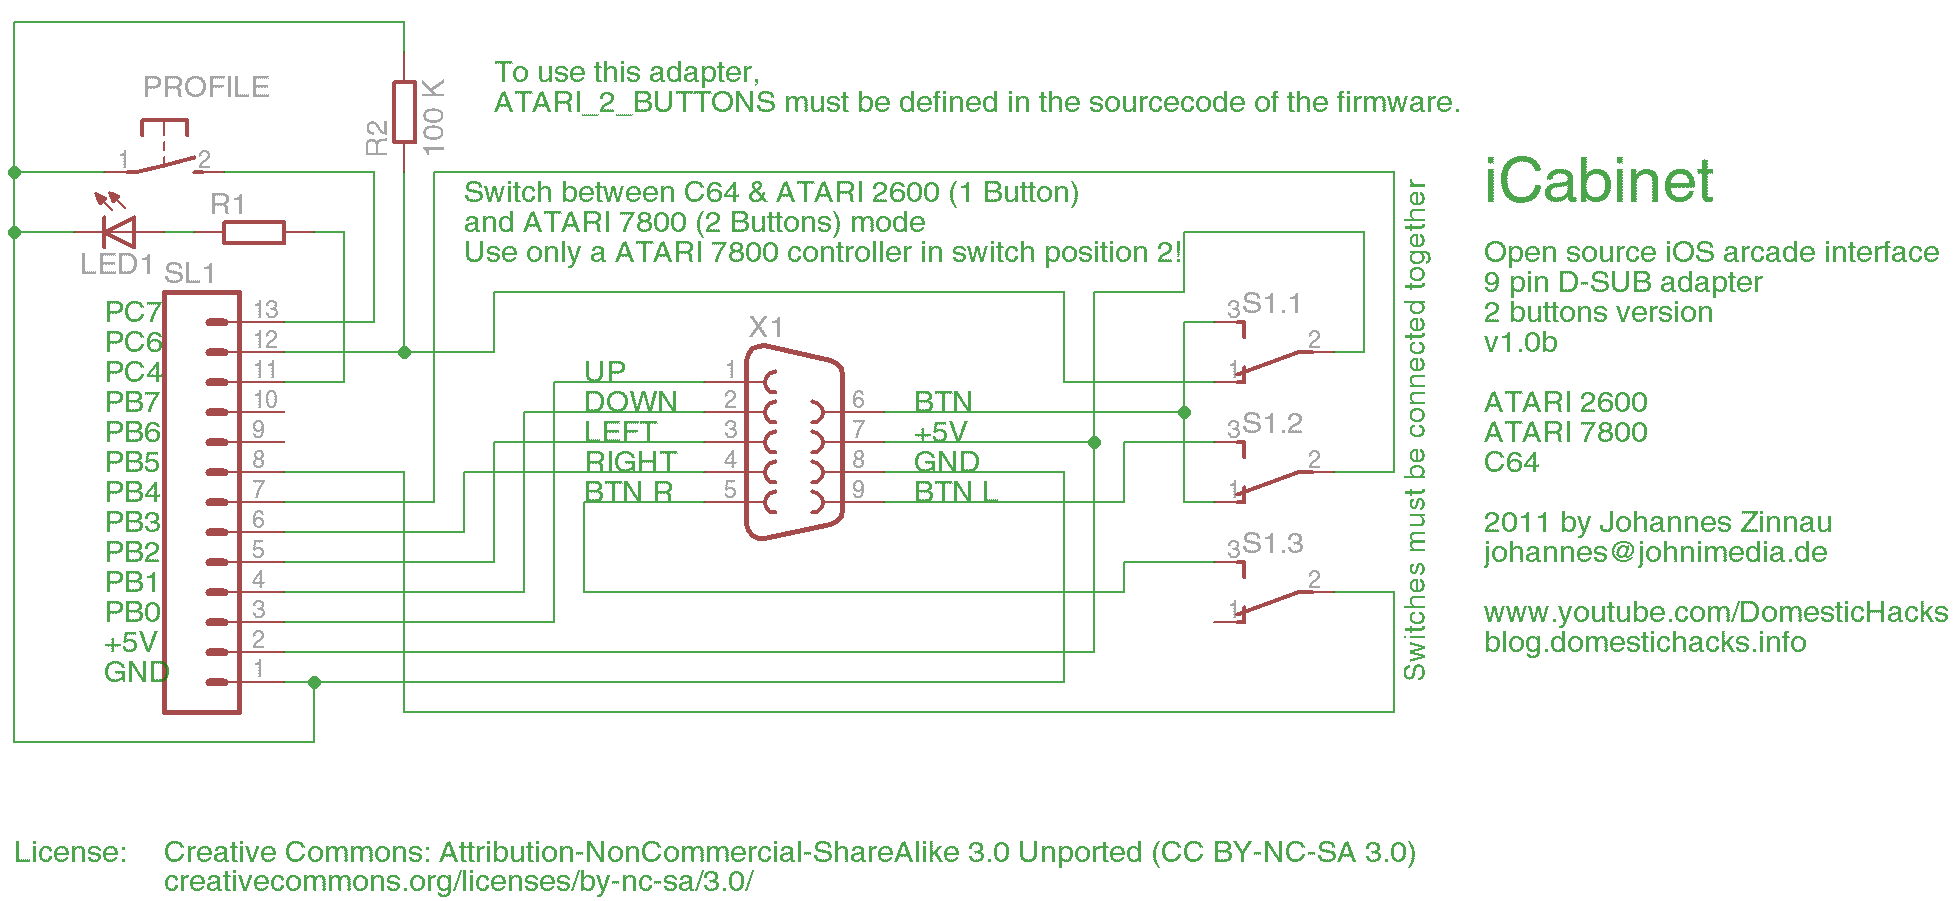 PROFILE
1
2
R2
100 K
To use this adapter,
ATARI_2_BUTTONS must be defined in the sourcecode of the firmware.
Switch between C64 & ATARI 2600 (1 Button)
and ATARI 7800 (2 Buttons) mode
Use only a ATARI 7800 controller in switch position 2!
R1
LED1
SL1
PC7 13
PC6 12
PC4 11
PB7 10
PB6 9
PB5 8
PB4 7
PB3 6
PB2 5
PB1 4
PB0 3
+5V 2
GND 1
X1
UP 1
DOWN 2
LEFT 3
RIGHT 4
BTN R 5
6 BTN
7 +5V
8 GND
9 BTN L
S1.1
3
2
1
S1.2
3
2
1
S1.3
3
2
1
Switches must be connected together
iCabinet
Open source iOS arcade interface
9 pin D-SUB adapter
2 buttons version
v1.0b
ATARI 2600
ATARI 7800
C64
2011 by Johannes Zinnau
johannes@johnimedia.de
www.youtube.com/DomesticHacks
blog.domestichacks.info
License: Creative Commons: Attribution-NonCommercial-ShareAlike 3.0 Unported (CC BY-NC-SA 3.0)
creativecommons.org/licenses/by-nc-sa/3.0/